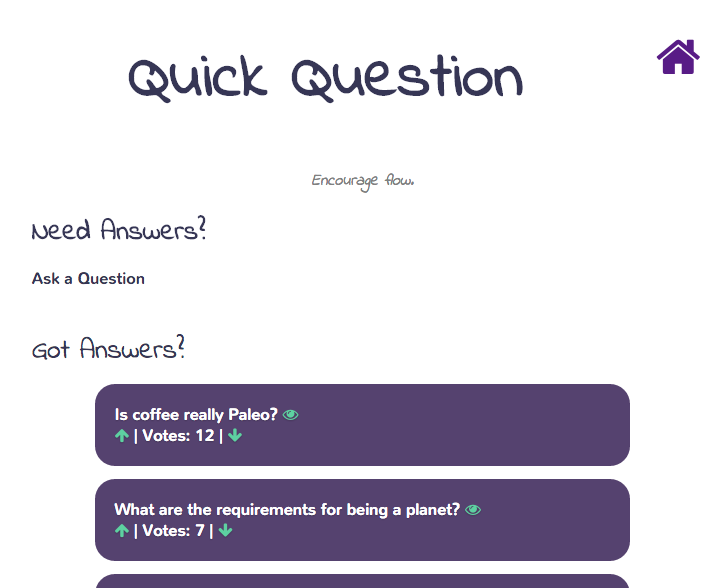 Quick Question
Encourage flow.
Need Answers?
Ask a Question
Got Answers?
Is coffee really Paleo?
| Votes: 12 |
What are the requirements for being a planet?
| Votes: 7 |